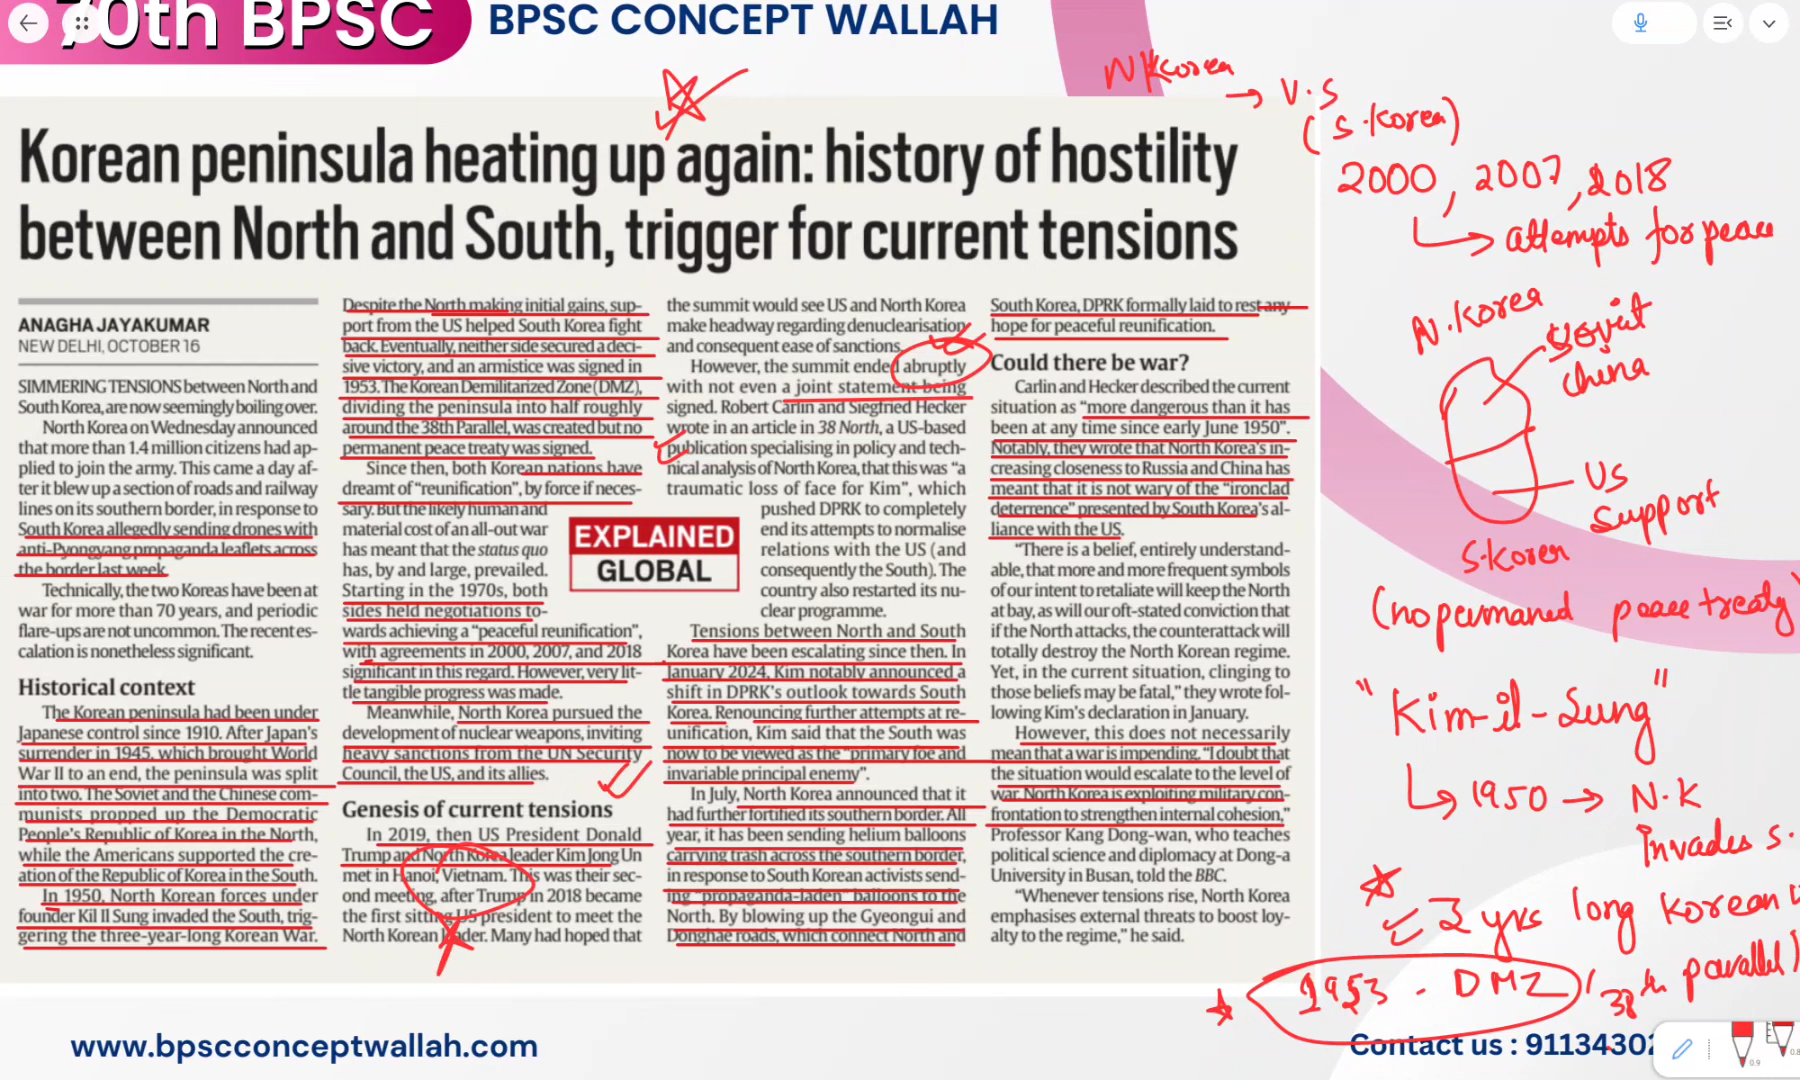 70th BPSC
BPSC CONCEPT WALLAH
N Korea → V.S
(S.Korea)
2000, 2007, 2018
attempts for peace
Korean peninsula heating up again: history of hostility
between North and South, trigger for current tensions
ANAGHA JAYAKUMAR
NEW DELHI, OCTOBER 16
SIMMERING TENSIONS between North and
South Korea, are now seemingly boiling over.
North Korea on Wednesday announced
that more than 1.4 million citizens had ap-
plied to join the army. This came a day af-
ter it blew up a section of roads and railway
lines on its southern border, in response to
South Korea allegedly sending drones with
anti-Pyongyang propaganda leaflets across
the border last week.
Technically, the two Koreas have been at
war for more than 70 years, and periodic
flare-ups are not uncommon. The recent es-
calation is nonetheless significant.
Historical context
The Korean peninsula had been under
Japanese control since 1910. After Japan's
surrender in 1945, which brought World
War II to an end, the peninsula was split
into two. The Soviet and the Chinese com-
munists propped up the Democratic
People's Republic of Korea in the North,
while the Americans supported the cre-
ation of the Republic of Korea in the South.
In 1950, North Korean forces under
founder Kil Il Sung invaded the South, trig-
gering the three-year-long Korean War.
Despite the North making initial gains, sup-
port from the US helped South Korea fight
back. Eventually, neither side secured a deci-
sive victory, and an armistice was signed in
1953. The Korean Demilitarized Zone (DMZ),
dividing the peninsula into half roughly
around the 38th Parallel, was created but no
permanent peace treaty was signed.
Since then, both Korean nations have
dreamt of "reunification", by force if neces-
sary. But the likely human and
material cost of an all-out war
has meant that the status quo
has, by and large, prevailed.
Starting in the 1970s, both
sides held negotiations to-
wards achieving a "peaceful reunification",
with agreements in 2000, 2007, and 2018
significant in this regard. However, very lit-
tle tangible progress was made.
Meanwhile, North Korea pursued the
development of nuclear weapons, inviting
heavy sanctions from the UN Security
Council, the US, and its allies.
Genesis of current tensions
In 2019, then US President Donald
Trump and North Korea leader Kim Jong Un
met in Hanoi, Vietnam. This was their sec-
ond meeting, after Trump in 2018 became
the first sitting US president to meet the
North Korean leader. Many had hoped that
EXPLAINED
GLOBAL
the summit would see US and North Korea
make headway regarding denuclearisation
and consequent ease of sanctions.
However, the summit ended abruptly
with not even a joint statement being
signed. Robert Carlin and Siegfried Hecker
wrote in an article in 38 North, a US-based
publication specialising in policy and tech-
nical analysis of North Korea, that this was "a
traumatic loss of face for Kim", which
pushed DPRK to completely
end its attempts to normalise
relations with the US (and
consequently the South). The
country also restarted its nu-
clear programme.
Tensions between North and South
Korea have been escalating since then. In
January 2024, Kim notably announced a
shift in DPRK's outlook towards South
Korea. Renouncing further attempts at re-
unification, Kim said that the South was
now to be viewed as the "primary foe and
invariable principal enemy".
In July, North Korea announced that it
had further fortified its southern border. All
year, it has been sending helium balloons
carrying trash across the southern border,
in response to South Korean activists send-
ing "propaganda-laden" balloons to the
North. By blowing up the Gyeongui and
Donghae roads, which connect North and
South Korea, DPRK formally laid to rest any
hope for peaceful reunification.
Could there be war?
Carlin and Hecker described the current
situation as "more dangerous than it has
been at any time since early June 1950".
Notably, they wrote that North Korea's in-
creasing closeness to Russia and China has
meant that it is not wary of the "ironclad
deterrence" presented by South Korea's al-
liance with the US.
"There is a belief, entirely understand-
able, that more and more frequent symbols
of our intent to retaliate will keep the North
at bay, as will our oft-stated conviction that
if the North attacks, the counterattack will
totally destroy the North Korean regime.
Yet, in the current situation, clinging to
those beliefs may be fatal," they wrote fol-
lowing Kim's declaration in January.
However, this does not necessarily
mean that a war is impending. "I doubt that
the situation would escalate to the level of
war. North Korea is exploiting military con-
frontation to strengthen internal cohesion,"
Professor Kang Dong-wan, who teaches
political science and diplomacy at Dong-a
University in Busan, told the BBC.
"Whenever tensions rise, North Korea
emphasises external threats to boost loy-
alty to the regime," he said.
N.Korea
Soviet
China
US
Support
S.Korea
(no permanend peace treaty)
"Kim-il-Sung"
1950 → N.K
Invades S.
3 yrs long Korean
1953 - DMZ (38th parallel)
www.bpscconceptwallah.com
Contact us : 91134302
0.9
0.8